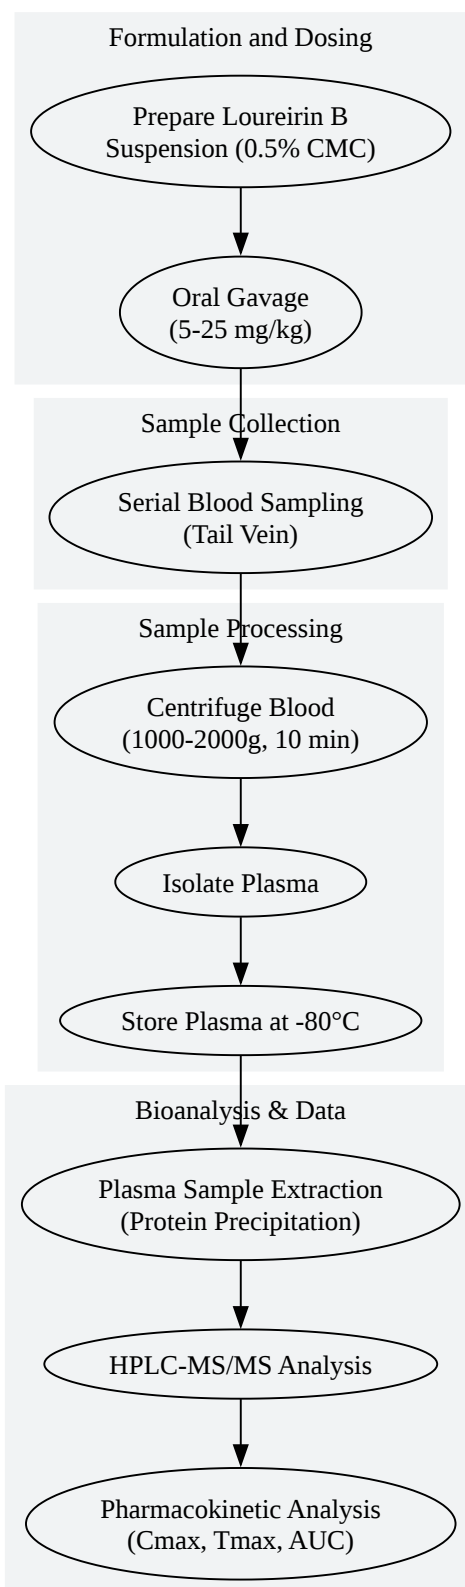 Formulation and Dosing
Prepare Loureirin B
Suspension (0.5% CMC)
Oral Gavage
(5-25 mg/kg)
Sample Collection
Serial Blood Sampling
(Tail Vein)
Sample Processing
Centrifuge Blood
(1000-2000g, 10 min)
Isolate Plasma
Store Plasma at -80°C
Bioanalysis & Data
Plasma Sample Extraction
(Protein Precipitation)
HPLC-MS/MS Analysis
Pharmacokinetic Analysis
(Cmax, Tmax, AUC)